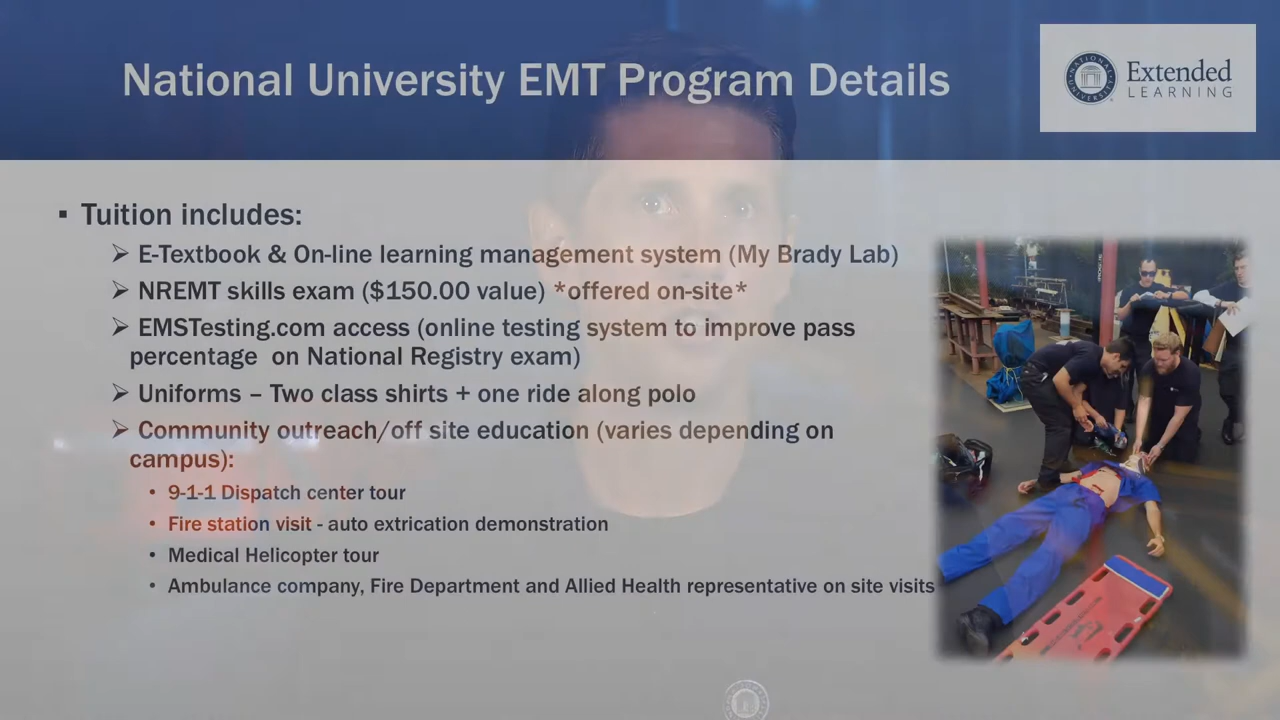 National University EMT Program Details
Extended
LEARNING
▪ Tuition includes:
➢ E-Textbook & On-line learning management system (My Brady Lab)
➢ NREMT skills exam ($150.00 value) *offered on-site*
➢ EMSTesting.com access (online testing system to improve pass
percentage on National Registry exam)
➢ Uniforms – Two class shirts + one ride along polo
➢ Community outreach/off site education (varies depending on
campus):
• 9-1-1 Dispatch center tour
• Fire station visit - auto extrication demonstration
• Medical Helicopter tour
• Ambulance company, Fire Department and Allied Health representative on site visits